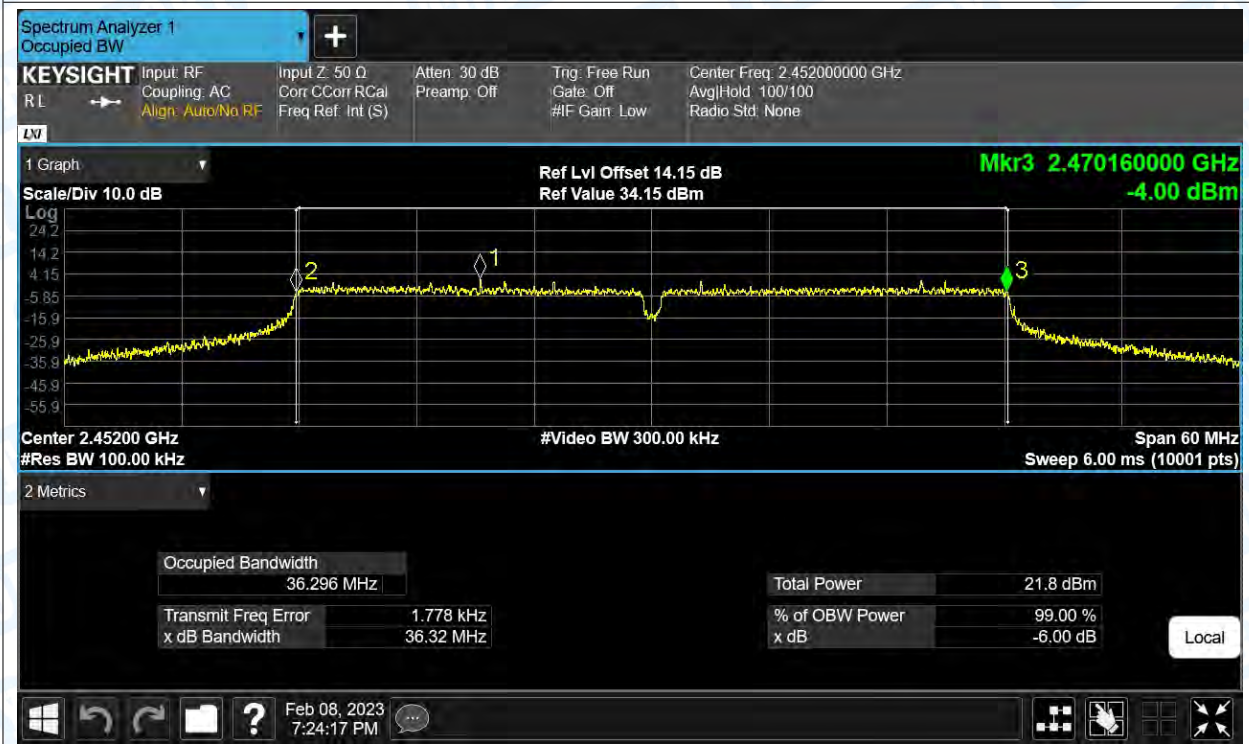 Spectrum Analyzer 1
Occupied BW
KEYSIGHT
R L
LXI
Input: RF
Coupling: AC
Align: Auto/No RF
Input Z: 50 Ω
Corr CCorr RCal
Freq Ref: Int (S)
Atten: 30 dB
Preamp: Off
Trig: Free Run
Gate: Off
#IF Gain: Low
Center Freq: 2.452000000 GHz
Avg|Hold: 100/100
Radio Std: None
1 Graph
Scale/Div 10.0 dB
Ref Lvl Offset 14.15 dB
Ref Value 34.15 dBm
Mkr3 2.470160000 GHz
-4.00 dBm
Log
24.2
14.2
4.15
-5.85
-15.9
-25.9
-35.9
-45.9
-55.9
2
1
3
Center 2.45200 GHz
#Res BW 100.00 kHz
#Video BW 300.00 kHz
Span 60 MHz
Sweep 6.00 ms (10001 pts)
2 Metrics
Occupied Bandwidth
36.296 MHz
Transmit Freq Error 1.778 kHz
x dB Bandwidth 36.32 MHz
Total Power 21.8 dBm
% of OBW Power 99.00 %
x dB -6.00 dB
Local
?
Feb 08, 2023
7:24:17 PM